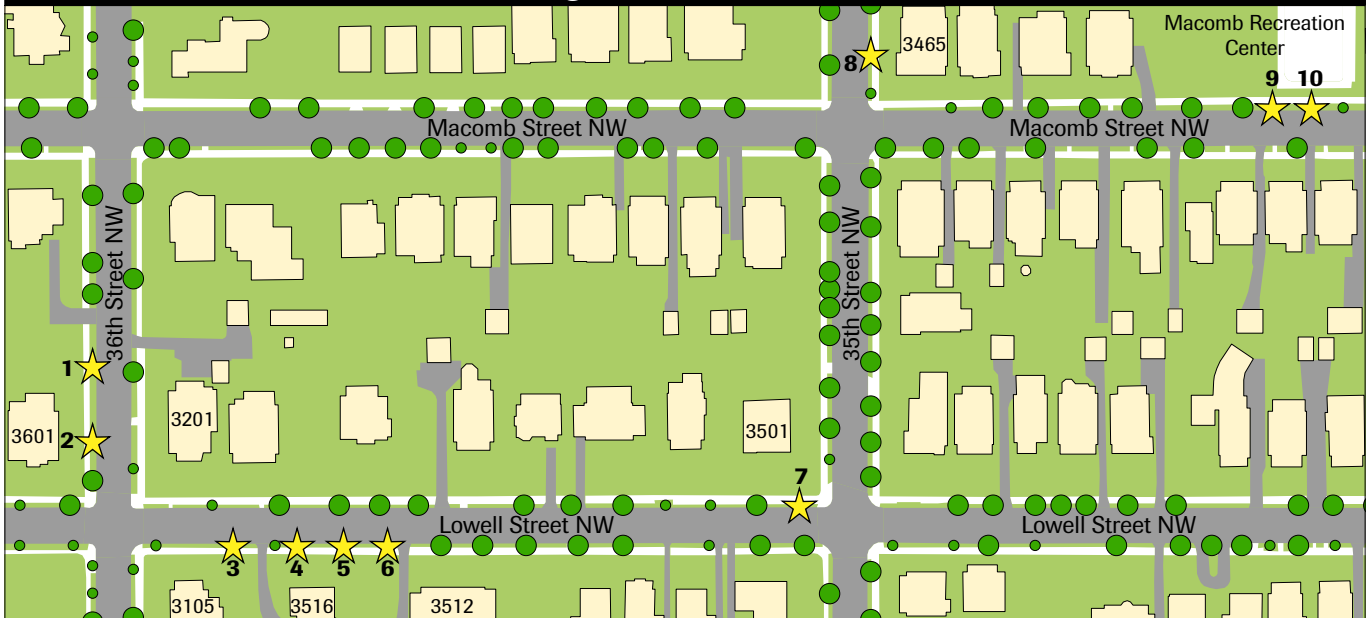 Macomb Recreation
Center
3465
8
9 10
Macomb Street NW
Macomb Street NW
36th Street NW
35th Street NW
1
3201
3601
2
3501
7
Lowell Street NW
Lowell Street NW
3 4 5 6
3105
3516
3512